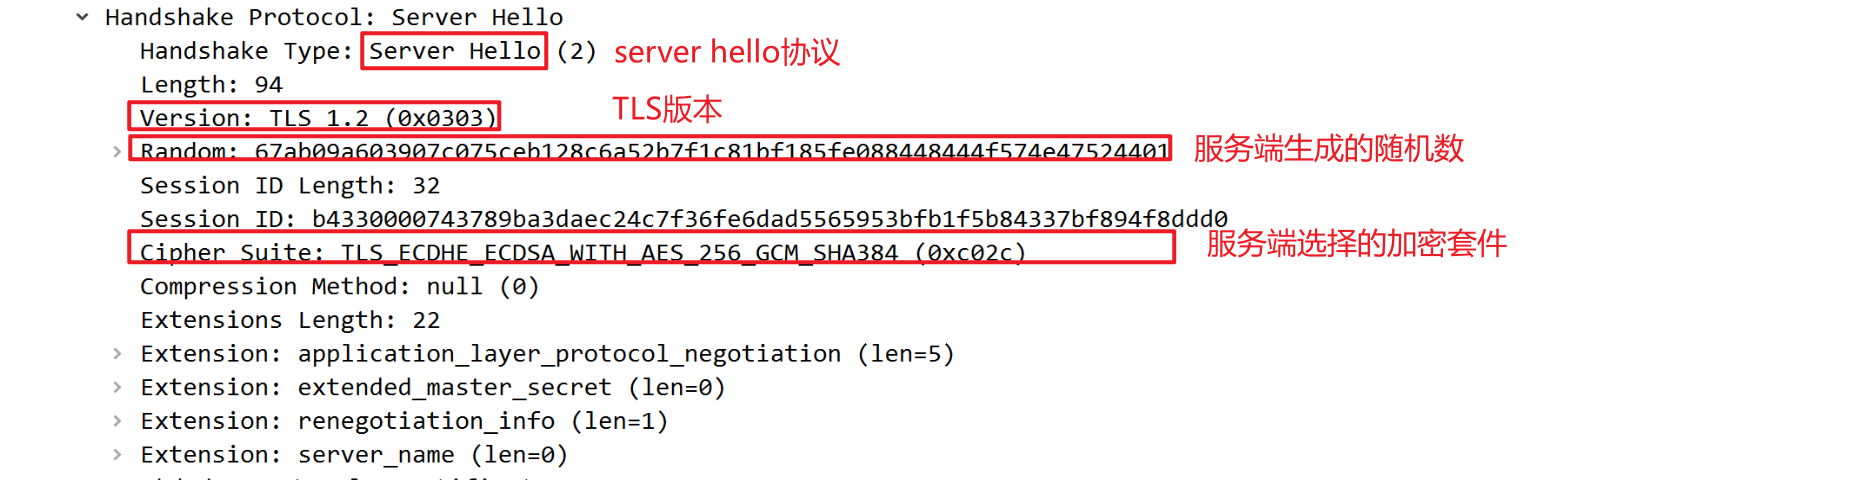 Handshake Protocol: Server Hello
Handshake Type: Server Hello (2) server hello协议
Length: 94
Version: TLS 1.2 (0x0303) TLS版本
Random: 67ab09a603907c075ceb128c6a52b7f1c81bf185fe088448444f574e47524401 服务端生成的随机数
Session ID Length: 32
Session ID: b4330000743789ba3daec24c7f36fe6dad5565953bfb1f5b84337bf894f8ddd0
Cipher Suite: TLS_ECDHE_ECDSA_WITH_AES_256_GCM_SHA384 (0xc02c) 服务端选择的加密套件
Compression Method: null (0)
Extensions Length: 22
Extension: application_layer_protocol_negotiation (len=5)
Extension: extended_master_secret (len=0)
Extension: renegotiation_info (len=1)
Extension: server_name (len=0)